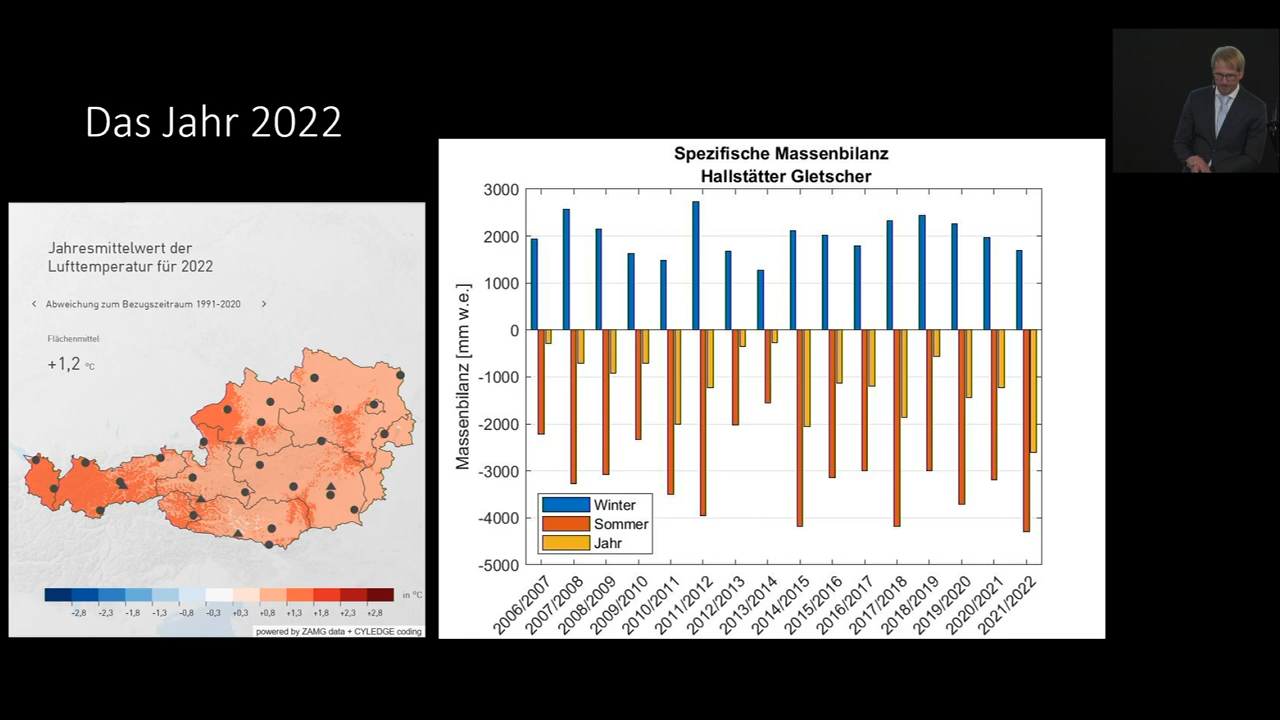 Das Jahr 2022
Jahresmittelwert der
Lufttemperatur für 2022
< Abweichung zum Bezugszeitraum 1991-2020 >
Flächenmittel
+1,2 °C
in °C
-2,8 -2,3 -1,8 -1,3 -0,8 -0,3 +0,3 +0,8 +1,3 +1,8 +2,3 +2,8
powered by ZAMG data + CYLEDGE coding
Spezifische Massenbilanz
Hallstätter Gletscher
Massenbilanz [mm w.e.]
3000
2000
1000
0
-1000
-2000
-3000
-4000
-5000
Winter
Sommer
Jahr
2006/2007
2007/2008
2008/2009
2009/2010
2010/2011
2011/2012
2012/2013
2013/2014
2014/2015
2015/2016
2016/2017
2017/2018
2018/2019
2019/2020
2020/2021
2021/2022